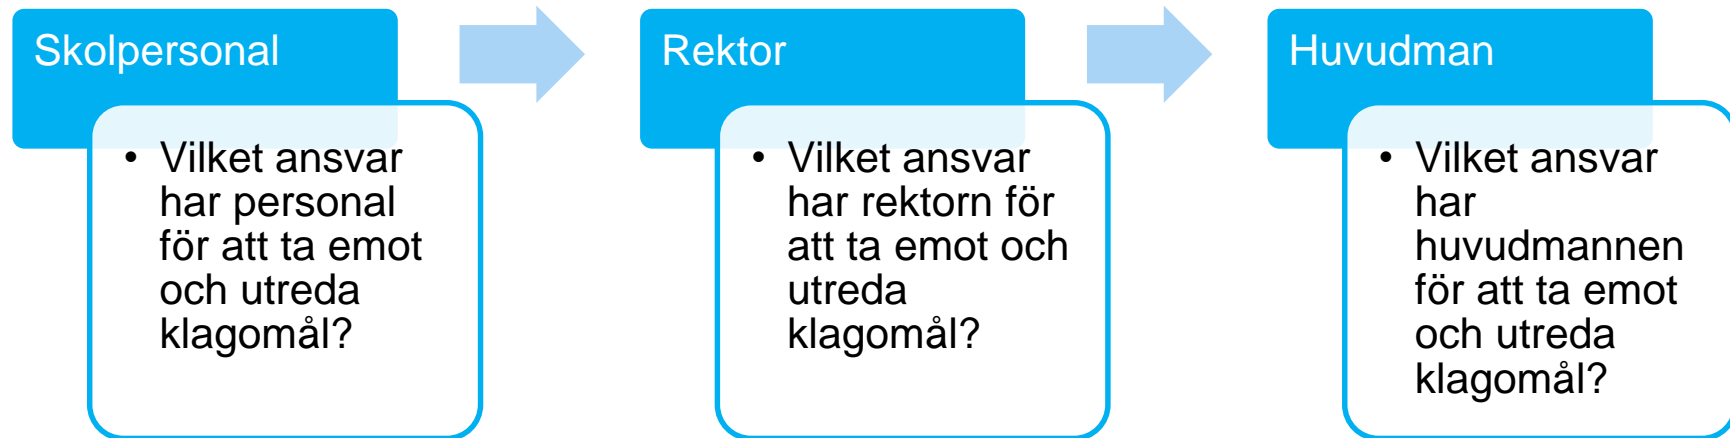 Skolpersonal
• Vilket ansvar
har personal
för att ta emot
och utreda
klagomål?
Rektor
• Vilket ansvar
har rektorn för
att ta emot och
utreda
klagomål?
Huvudman
• Vilket ansvar
har
huvudmannen
för att ta emot
och utreda
klagomål?